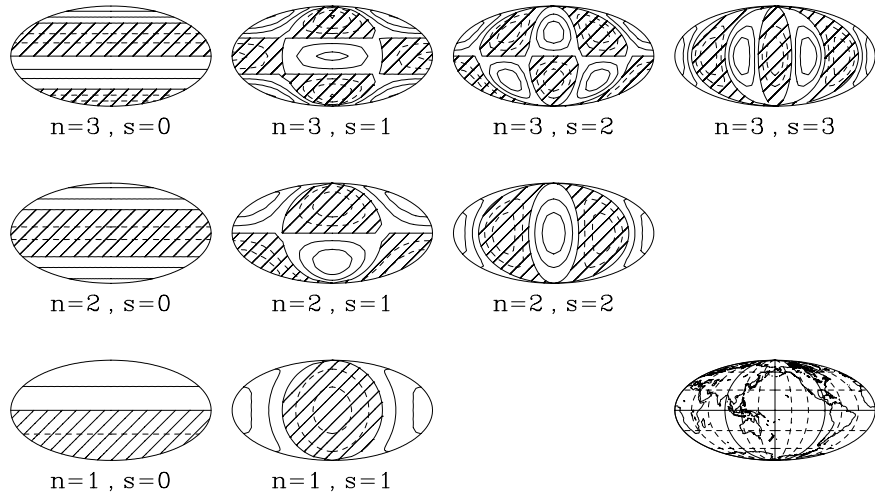 n=3 , s=0 n=3 , s=1 n=3 , s=2 n=3 , s=3
n=2 , s=0 n=2 , s=1 n=2 , s=2
n=1 , s=0 n=1 , s=1